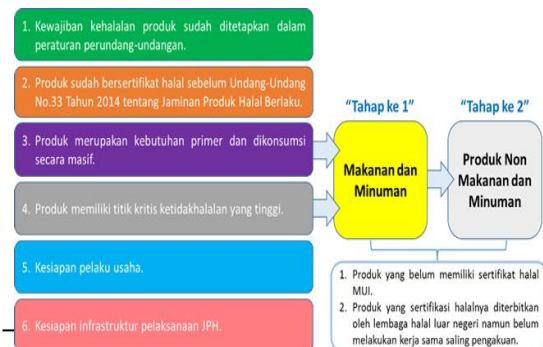 1. Kewajiban kehalalan produk sudah ditetapkan dalam
peraturan perundang-undangan.
2. Produk sudah bersertifikat halal sebelum Undang-Undang
No.33 Tahun 2014 tentang Jaminan Produk Halal Berlaku.
3. Produk merupakan kebutuhan primer dan dikonsumsi
secara masif.
4. Produk memiliki titik kritis ketidakhalalan yang tinggi.
5. Kesiapan pelaku usaha.
6. Kesiapan infrastruktur pelaksanaan JPH.
"Tahap ke 1"
Makanan dan
Minuman
"Tahap ke 2"
Produk Non
Makanan dan
Minuman
1. Produk yang belum memiliki sertifikat halal
MUI.
2. Produk yang sertifikasi halalnya diterbitkan
oleh lembaga halal luar negeri namun belum
melakukan kerja sama saling pengakuan.